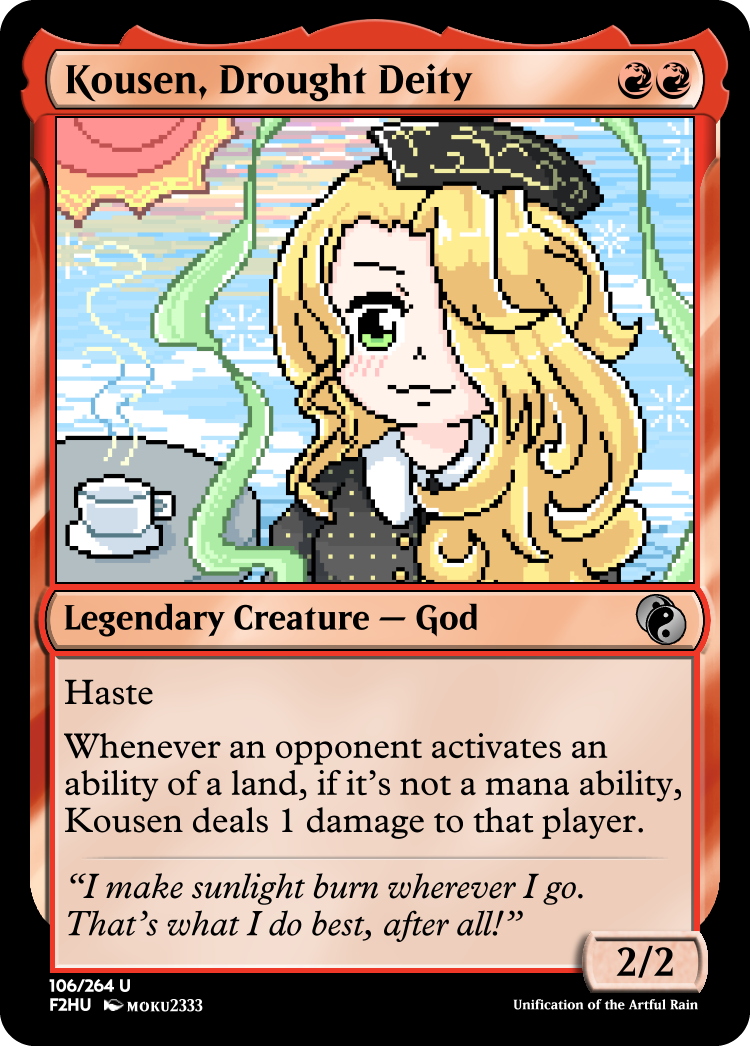 Kousen, Drought Deity
Legendary Creature — God
Haste
Whenever an opponent activates an
ability of a land, if it's not a mana ability,
Kousen deals 1 damage to that player.
“I make sunlight burn wherever I go.
That's what I do best, after all!”
2/2
106/264 U
F2HU MOKU2333
Unification of the Artful Rain